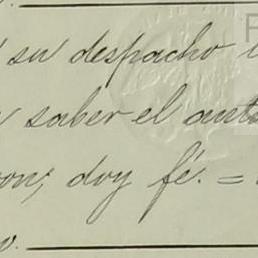 su despacho
saber el auto
on; doy fé. =